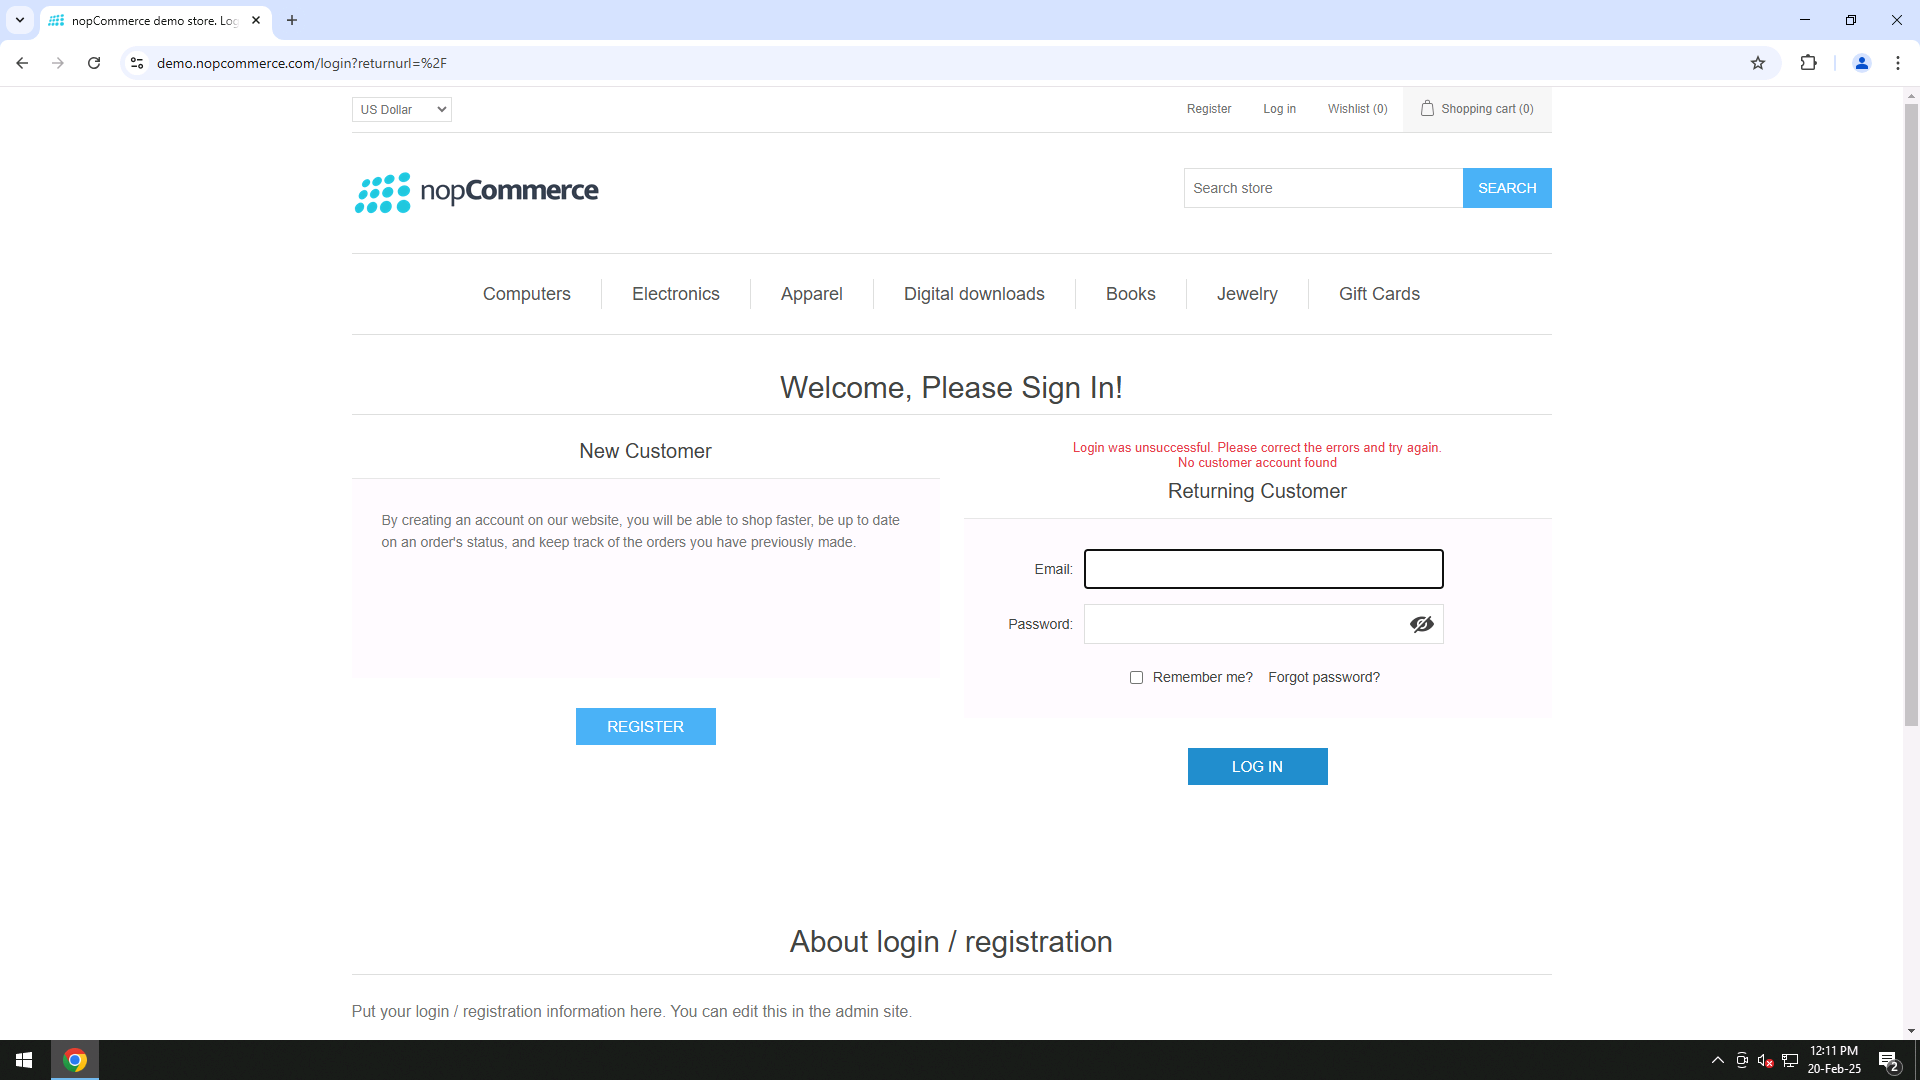 nopCommerce demo store. Log
demo.nopcommerce.com/login?returnurl=%2F
US Dollar
Register
Log in
Wishlist (0)
Shopping cart (0)
nopCommerce
Search store
SEARCH
Computers
Electronics
Apparel
Digital downloads
Books
Jewelry
Gift Cards
Welcome, Please Sign In!
New Customer
By creating an account on our website, you will be able to shop faster, be up to date
on an order's status, and keep track of the orders you have previously made.
REGISTER
Login was unsuccessful. Please correct the errors and try again.
No customer account found
Returning Customer
Email:
Password:
Remember me?
Forgot password?
LOG IN
About login / registration
Put your login / registration information here. You can edit this in the admin site.
12:11 PM
20-Feb-25
2